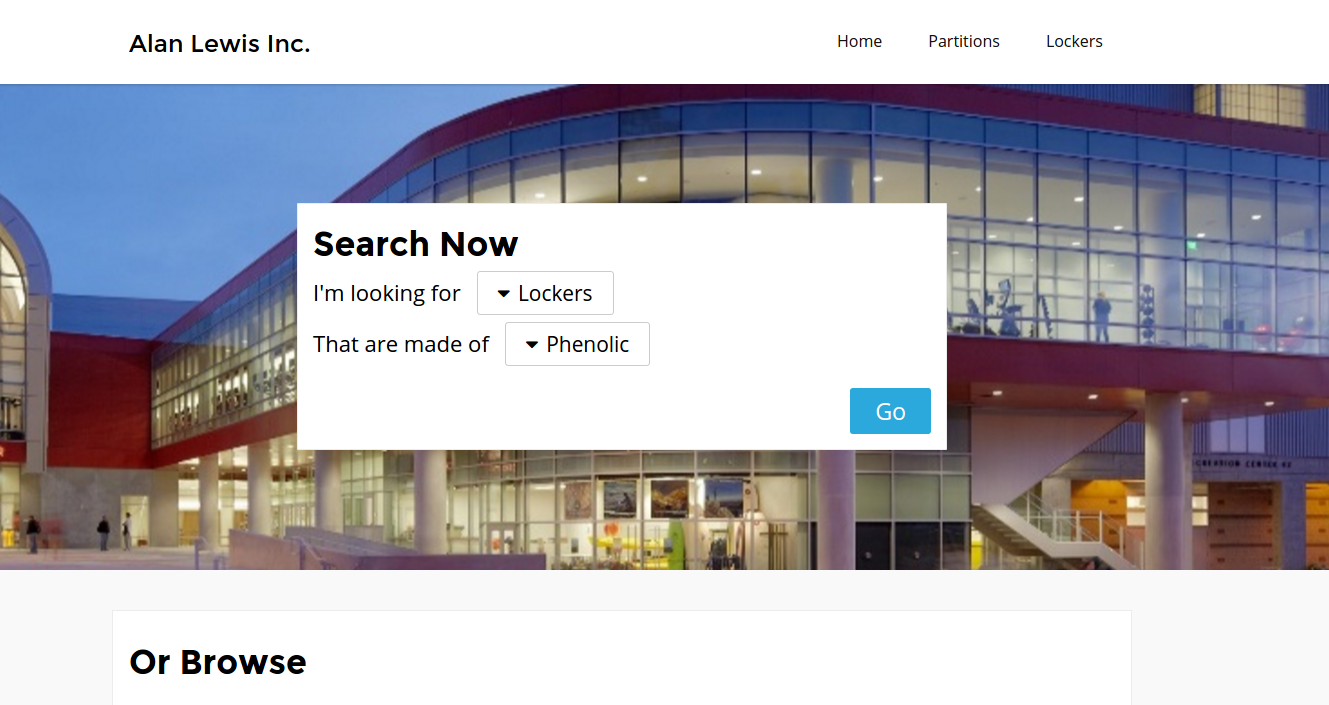 Alan Lewis Inc.
Home Partitions Lockers
Search Now
I'm looking for Lockers
That are made of Phenolic
Go
Or Browse